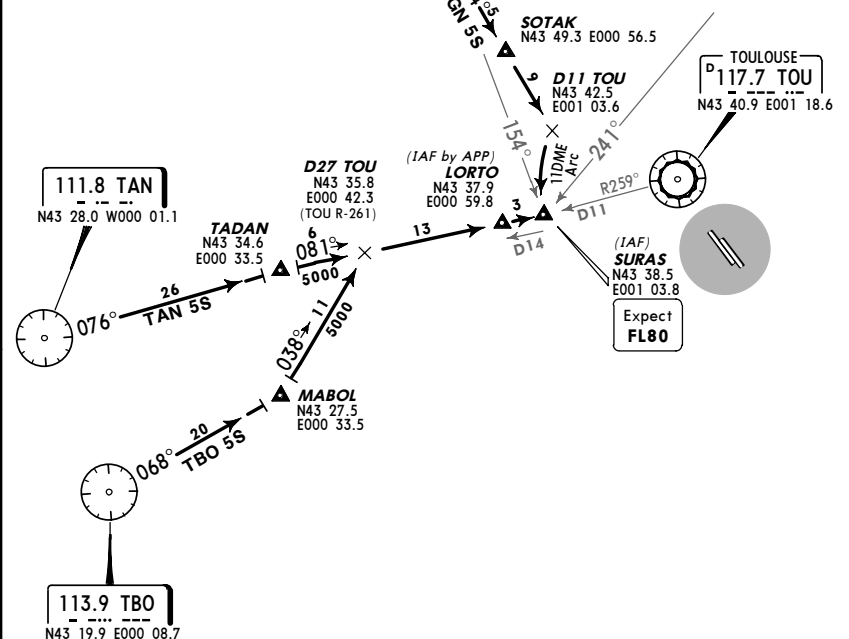 GN 5S
5
SOTAK
N43 49.3 E000 56.5
9
D11 TOU
N43 42.5
E001 03.6
TOULOUSE
D 117.7 TOU
N43 40.9 E001 18.6
154°
241°
11DME
Arc
R259°
D11
D14
(IAF by APP)
LORTO
N43 37.9
E000 59.8
3
D27 TOU
N43 35.8
E000 42.3
(TOU R-261)
13
111.8 TAN
N43 28.0 W000 01.1
TADAN
N43 34.6
E000 33.5
6
081°
5000
(IAF)
SURAS
N43 38.5
E001 03.8
Expect
FL80
076°
26
TAN 5S
038°
11
5000
MABOL
N43 27.5
E000 33.5
068°
20
TBO 5S
113.9 TBO
N43 19.9 E000 08.7